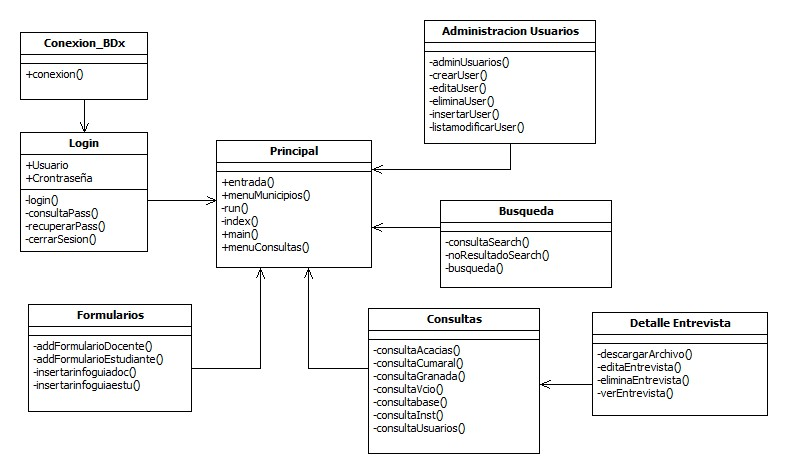 Conexion_BDx
+conexion()
Administracion Usuarios
-adminUsuarios()
-crearUser()
-editaUser()
-eliminaUser()
-insertarUser()
-listamodificarUser()
Login
+Usuario
+Crontraseña
-login()
-consultaPass()
-recuperarPass()
-cerrarSesion()
Principal
+entrada()
+menuMunicipios()
-run()
-index()
+main()
+menuConsultas()
Busqueda
-consultaSearch()
-noResultadoSearch()
-busqueda()
Formularios
-addFormularioDocente()
-addFormularioEstudiante()
-insertarinfoguiadoc()
-insertarinfoguiaestu()
Consultas
-consultaAcacias()
-consultaCumaral()
-consultaGranada()
-consultaVcio()
-consultabase()
-consultaInst()
-consultaUsuarios()
Detalle Entrevista
-descargarArchivo()
-editaEntrevista()
-eliminaEntrevista()
-verEntrevista()